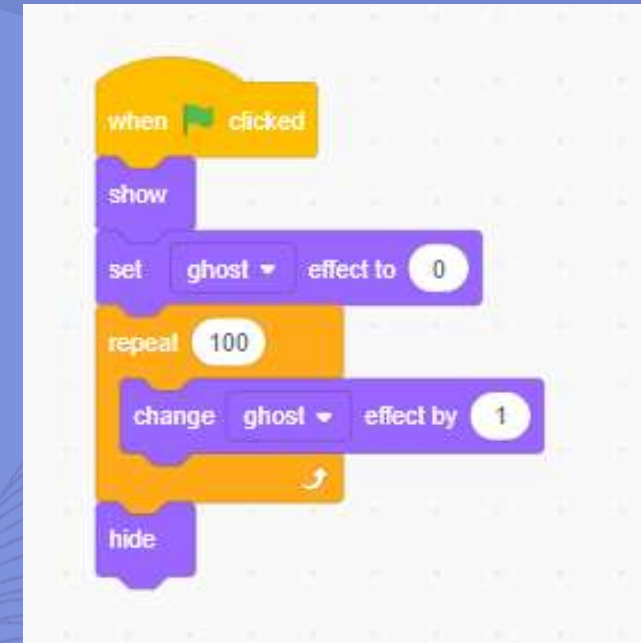 when clicked
show
set ghost effect to 0
repeat 100
change ghost effect by 1
hide